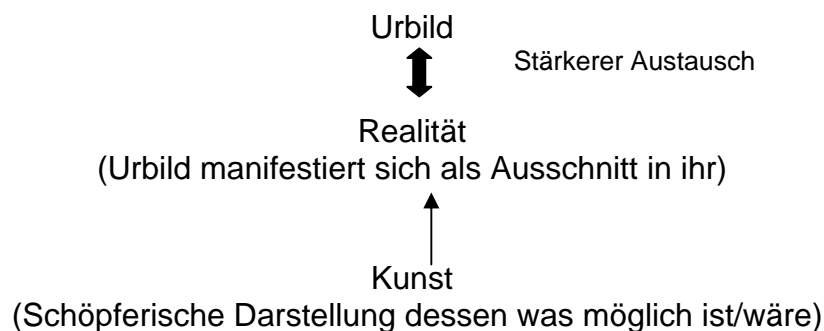 Urbild
Stärkerer Austausch
Realität
(Urbild manifestiert sich als Ausschnitt in ihr)
Kunst
(Schöpferische Darstellung dessen was möglich ist/wäre)